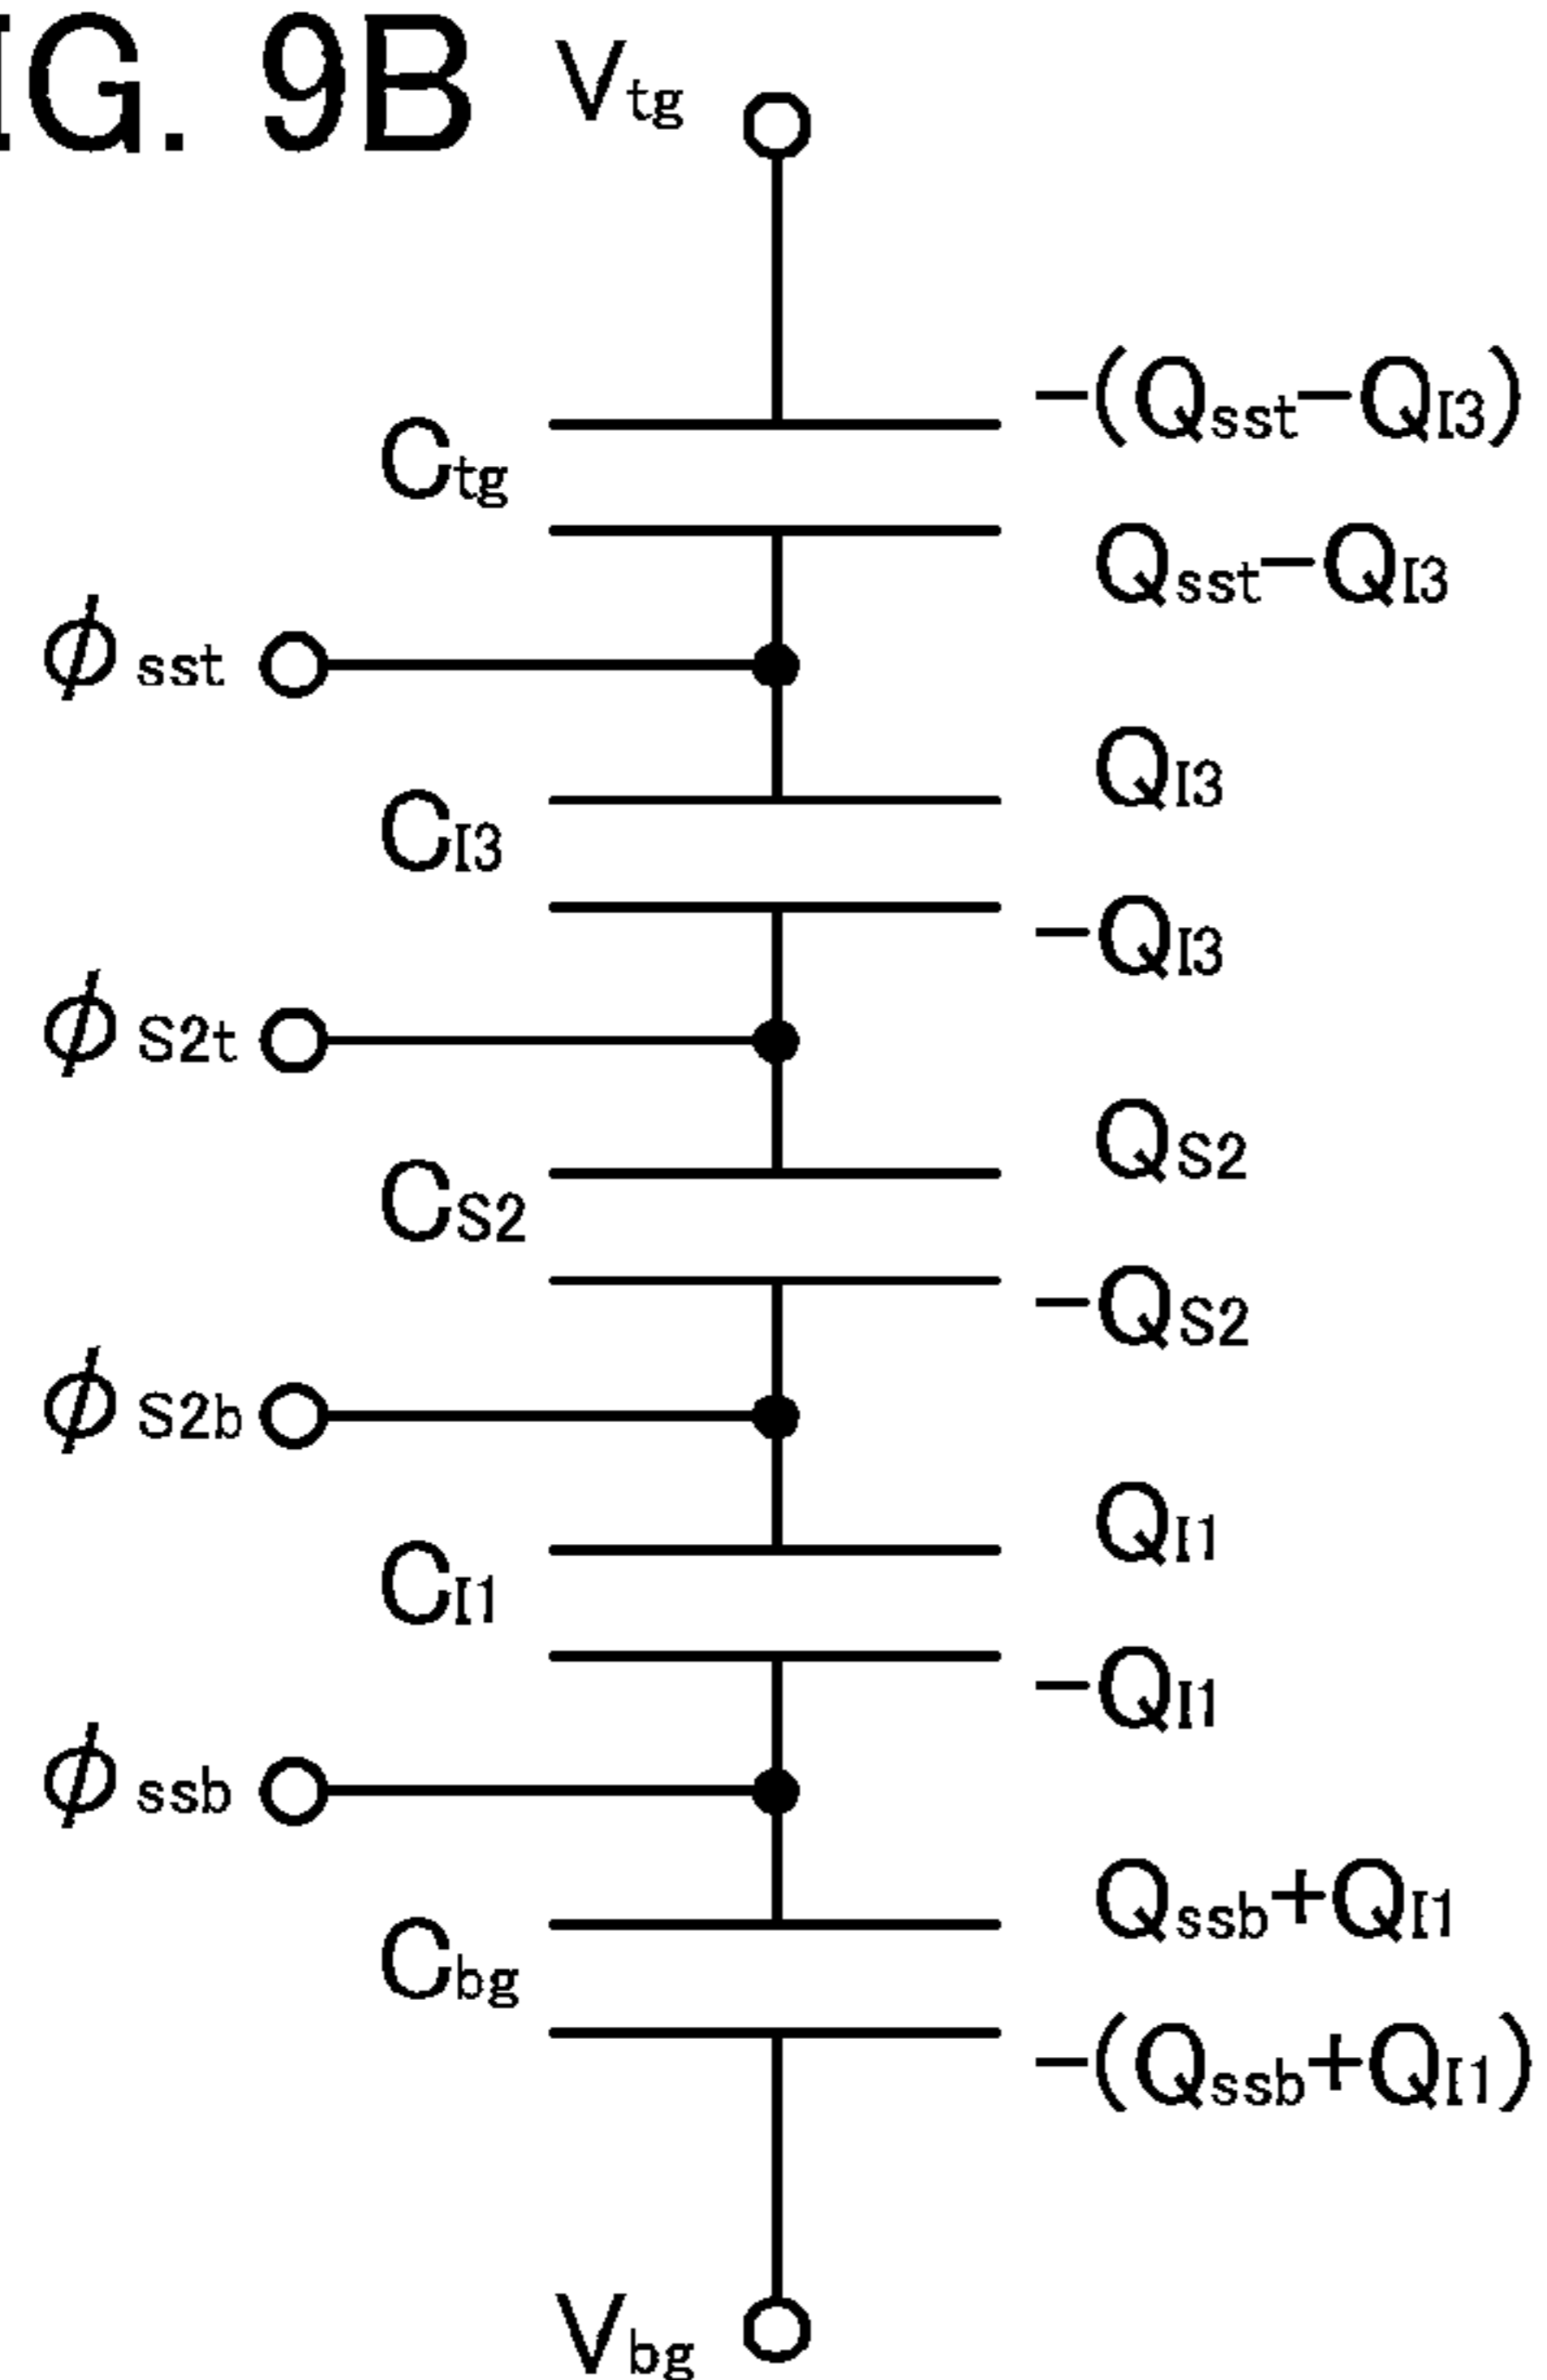 IG. 9B
Vtg
-(Qsst-QI3)
Ctg
Qsst-QI3
ϕsst
QI3
CI3
-QI3
ϕS2t
QS2
CS2
-QS2
ϕS2b
QI1
CI1
-QI1
ϕssb
Qssb+QI1
Cbg
-(Qssb+QI1)
Vbg